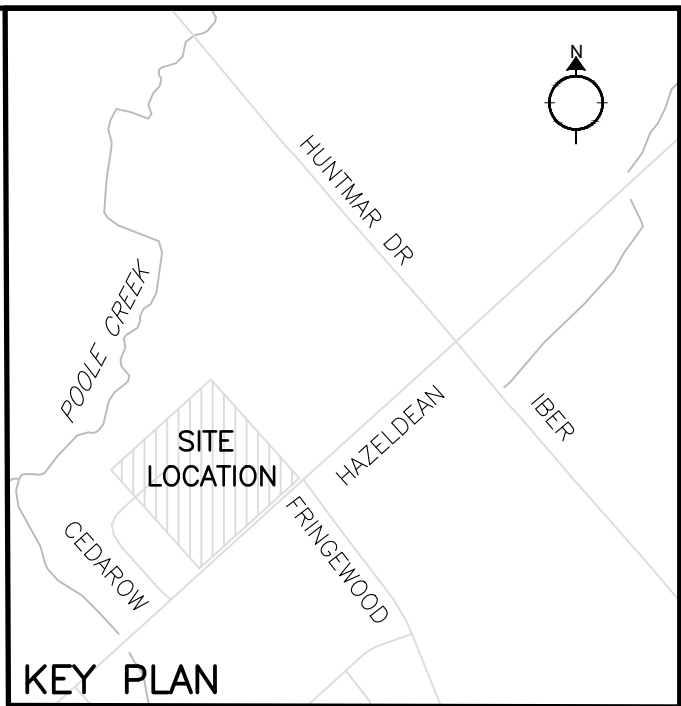 N
HUNTMAR DR
POOLE CREEK
IBER
HAZELDEAN
SITE
LOCATION
FRINGEWOOD
CEDAROW
KEY PLAN